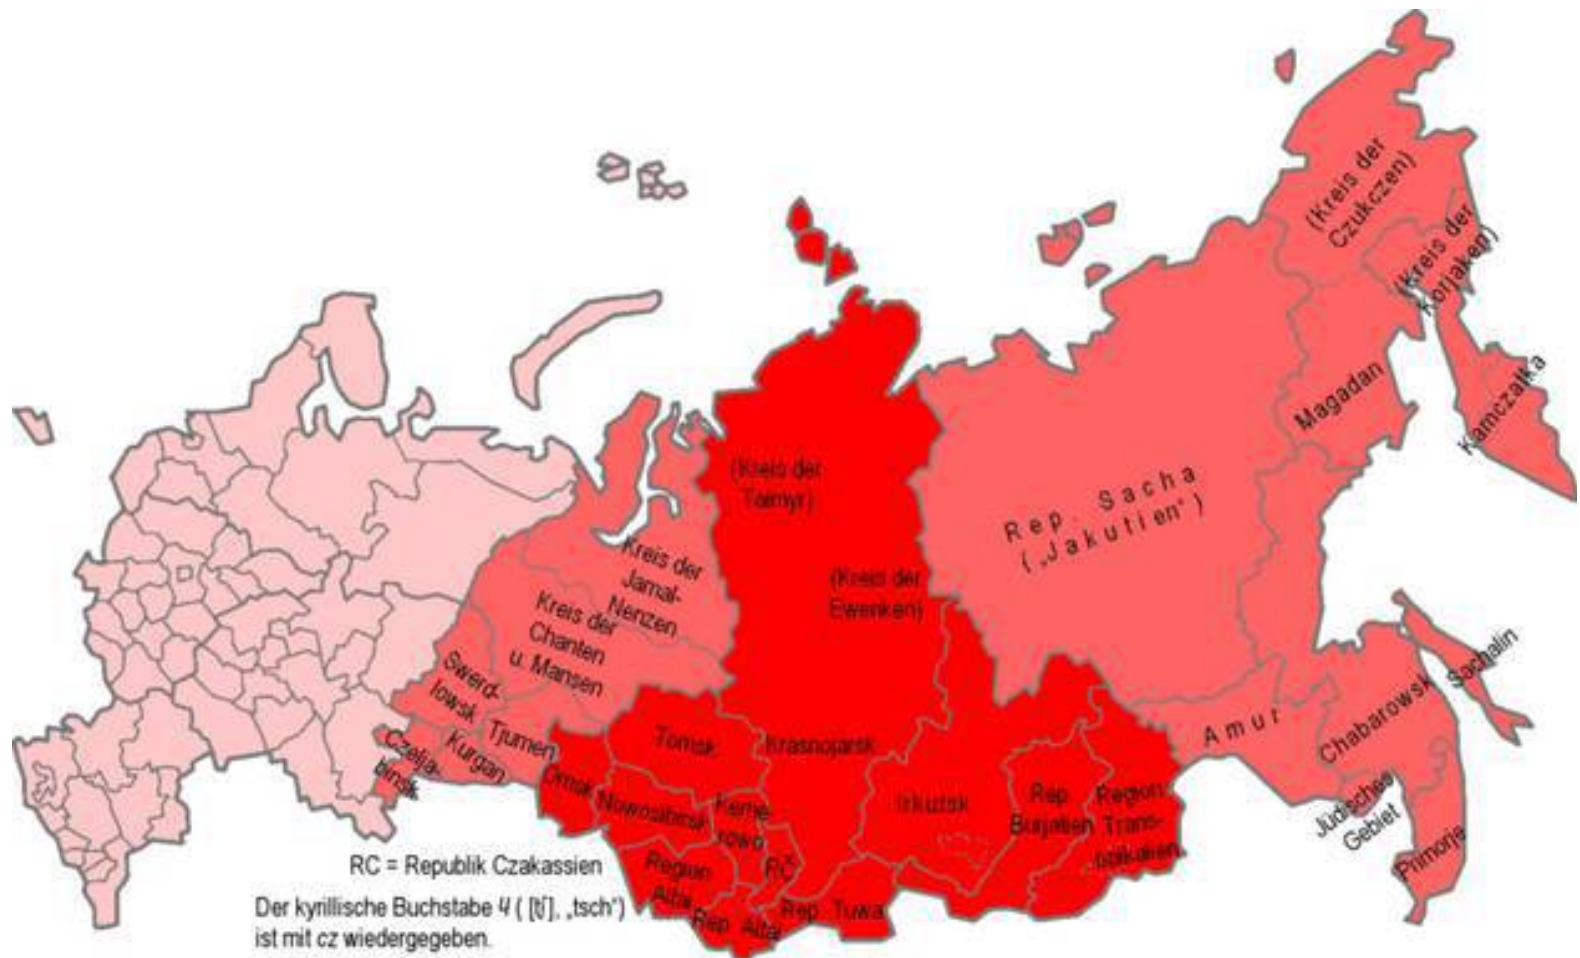 (Kreis der
Czukczen)
(Kreis der
Korjaken)
Kamczatka
Magadan
Rep. Sacha
(„Jakutien“)
(Kreis der
Taimyr)
(Kreis der
Ewenken)
Kreis der
Jamal-
Nenzen
Kreis der
Chanten
u. Mansen
Swerd-
lowsk
Tjumen
Czelja-
binsk
Kurgan
Omsk
Tomsk
Krasnojarsk
Nowosibirsk
Keme-
rowo
RČ
Region
Altai
Rep. Altai
Rep. Tuwa
Irkutsk
Rep.
Burjatien
Region
Trans-
baikalien
Amur
Chabarowsk
Sachalin
Jüdisches
Gebiet
Primorje
RC = Republik Czakassien
Der kyrillische Buchstabe Ч ( [tʃ], „tsch“)
ist mit cz wiedergegeben.